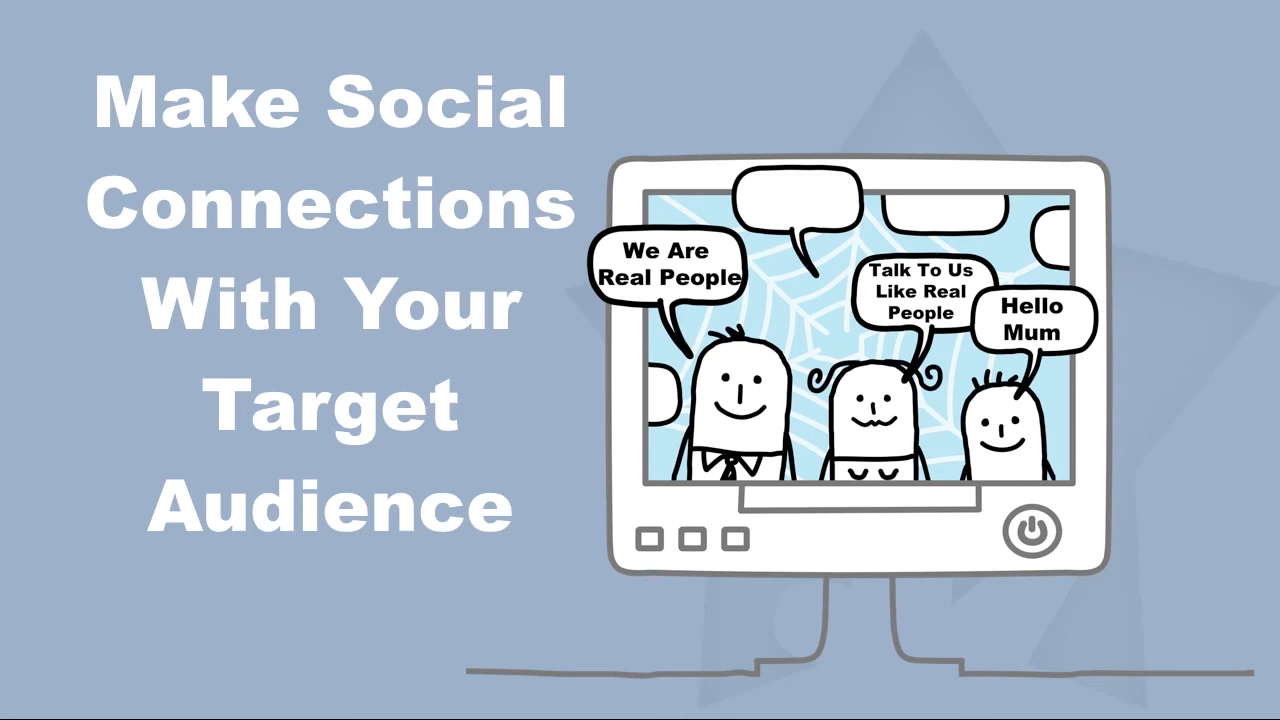 Make Social
Connections
With Your
Target
Audience
We Are
Real People
Talk To Us
Like Real
People
Hello
Mum